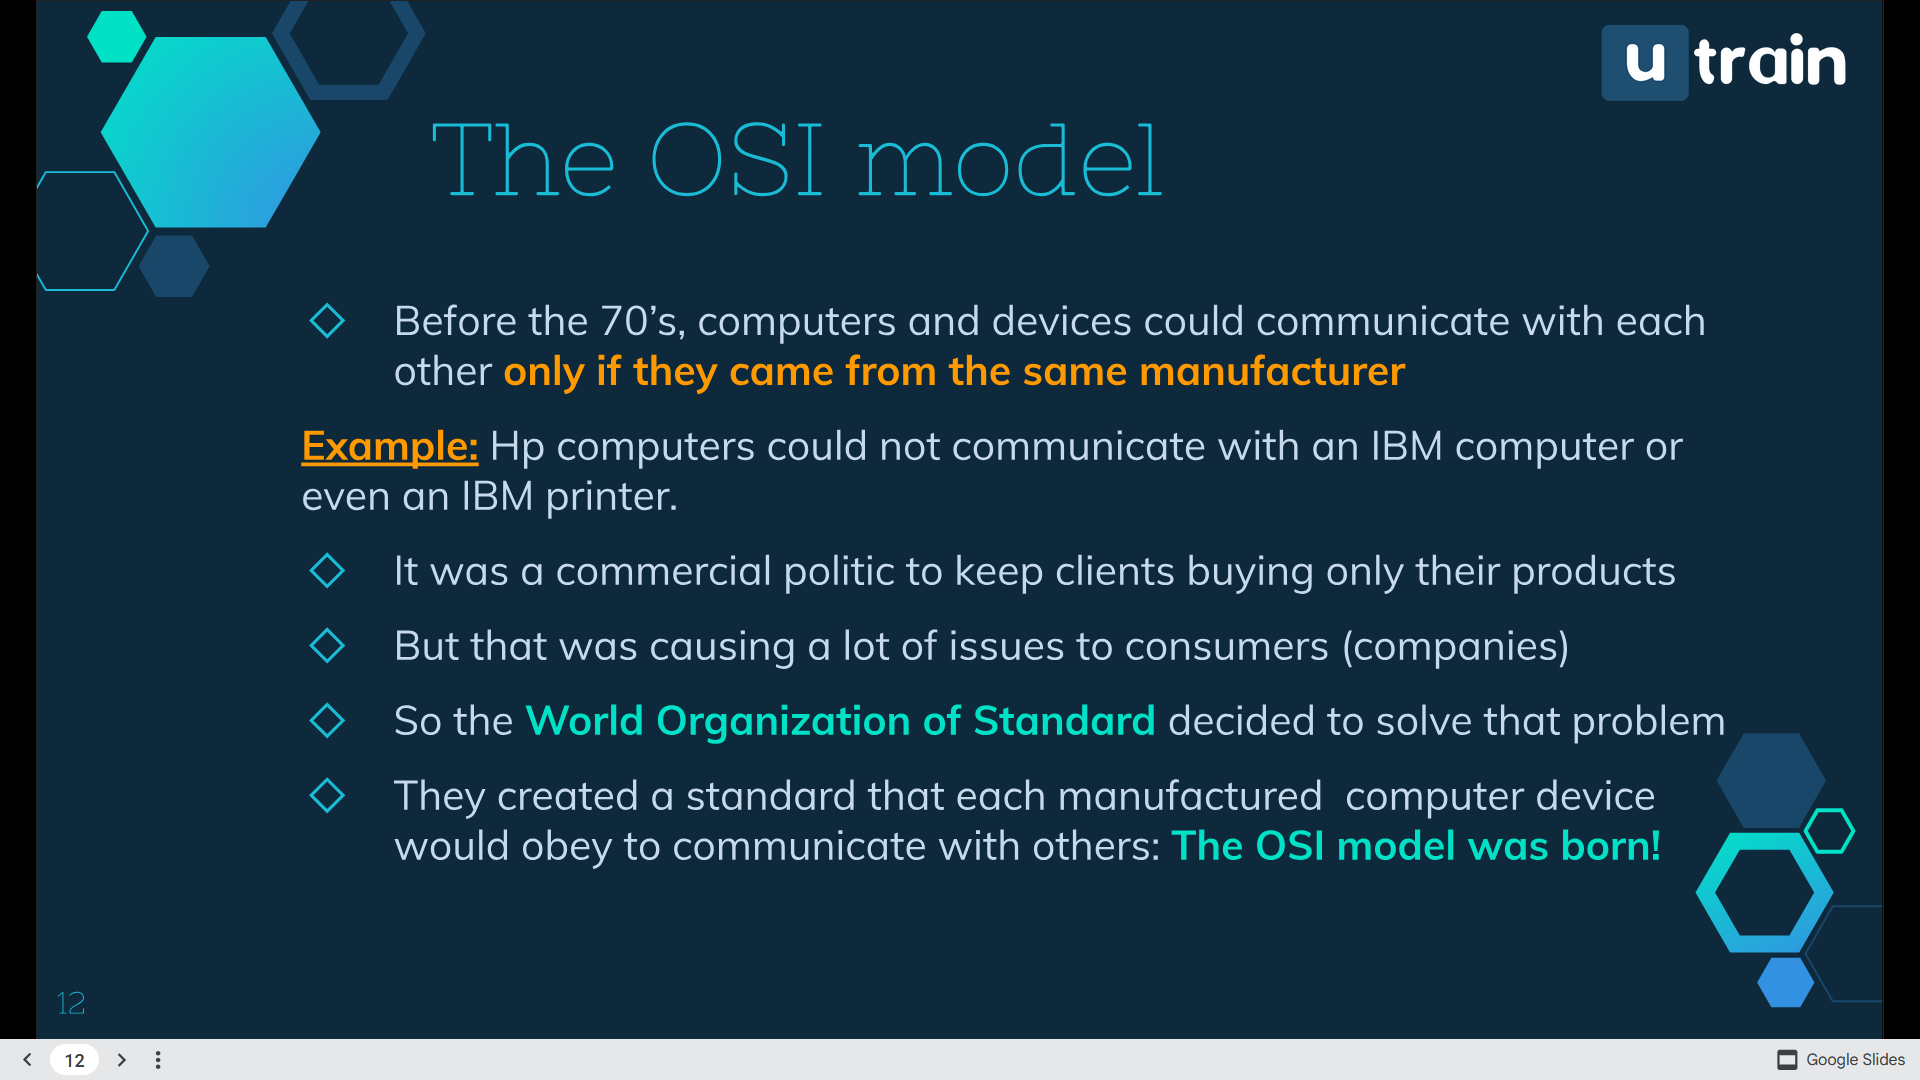 u train
The OSI model
Before the 70’s, computers and devices could communicate with each
other only if they came from the same manufacturer
Example: Hp computers could not communicate with an IBM computer or
even an IBM printer.
It was a commercial politic to keep clients buying only their products
But that was causing a lot of issues to consumers (companies)
So the World Organization of Standard decided to solve that problem
They created a standard that each manufactured  computer device
would obey to communicate with others: The OSI model was born!
12
12
Google Slides